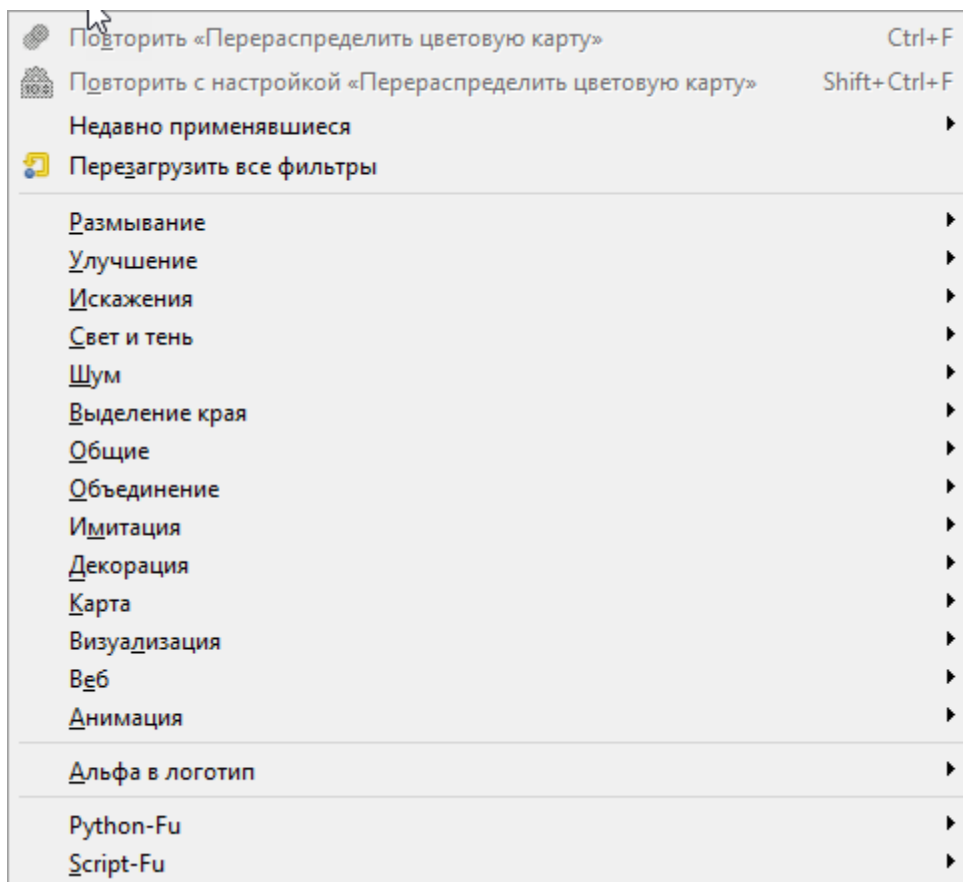 Повторить «Перераспределить цветовую карту» Ctrl+F
Повторить с настройкой «Перераспределить цветовую карту» Shift+Ctrl+F
Недавно применявшиеся
Перезагрузить все фильтры
Размывание
Улучшение
Искажения
Свет и тень
Шум
Выделение края
Общие
Объединение
Имитация
Декорация
Карта
Визуализация
Веб
Анимация
Альфа в логотип
Python-Fu
Script-Fu